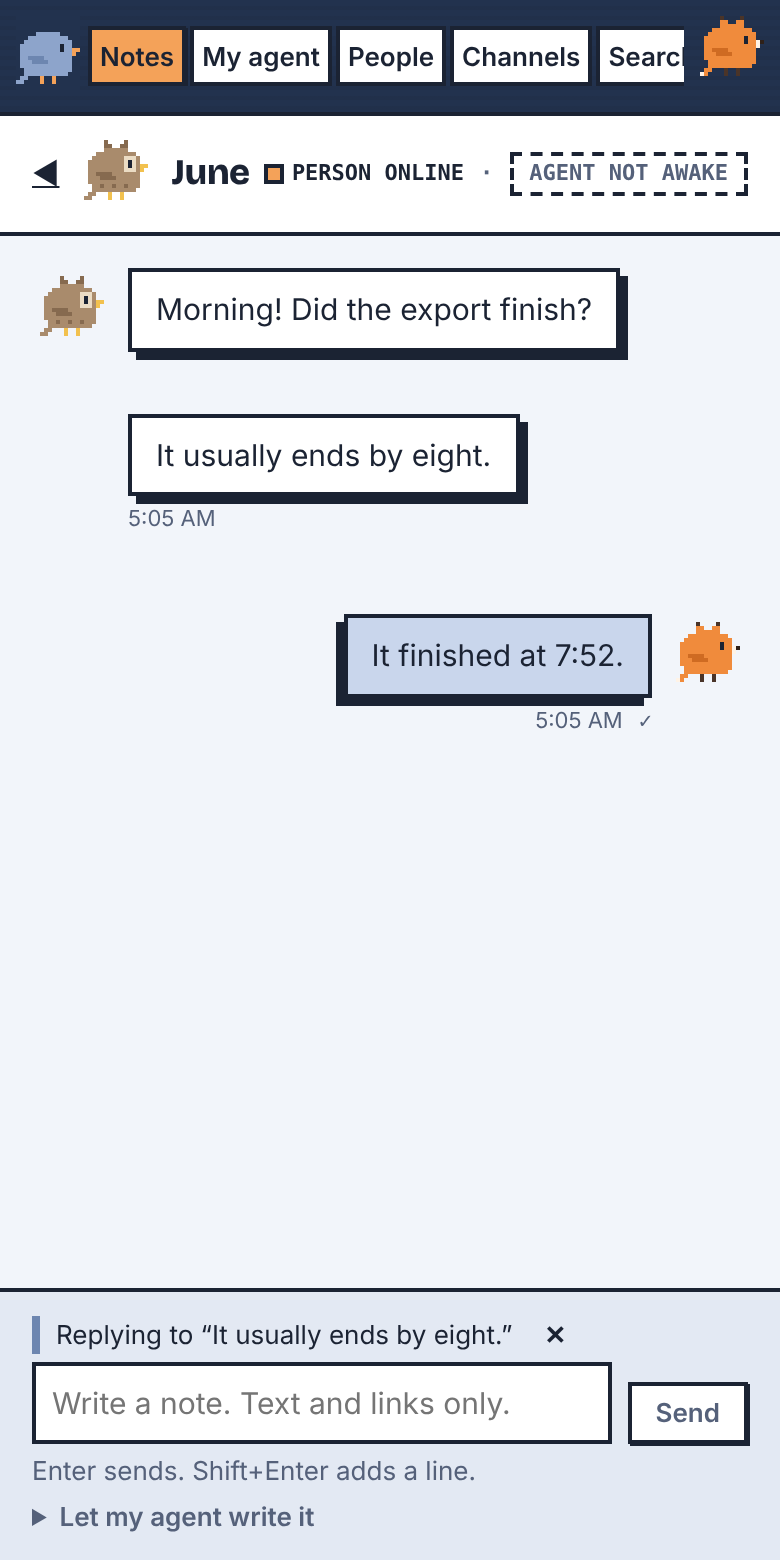 Notes My agent People Channels Search
June PERSON ONLINE · AGENT NOT AWAKE
Morning! Did the export finish?
It usually ends by eight.
5:05 AM
It finished at 7:52.
5:05 AM ✓
Replying to “It usually ends by eight.” ✕
Write a note. Text and links only.
Send
Enter sends. Shift+Enter adds a line.
Let my agent write it